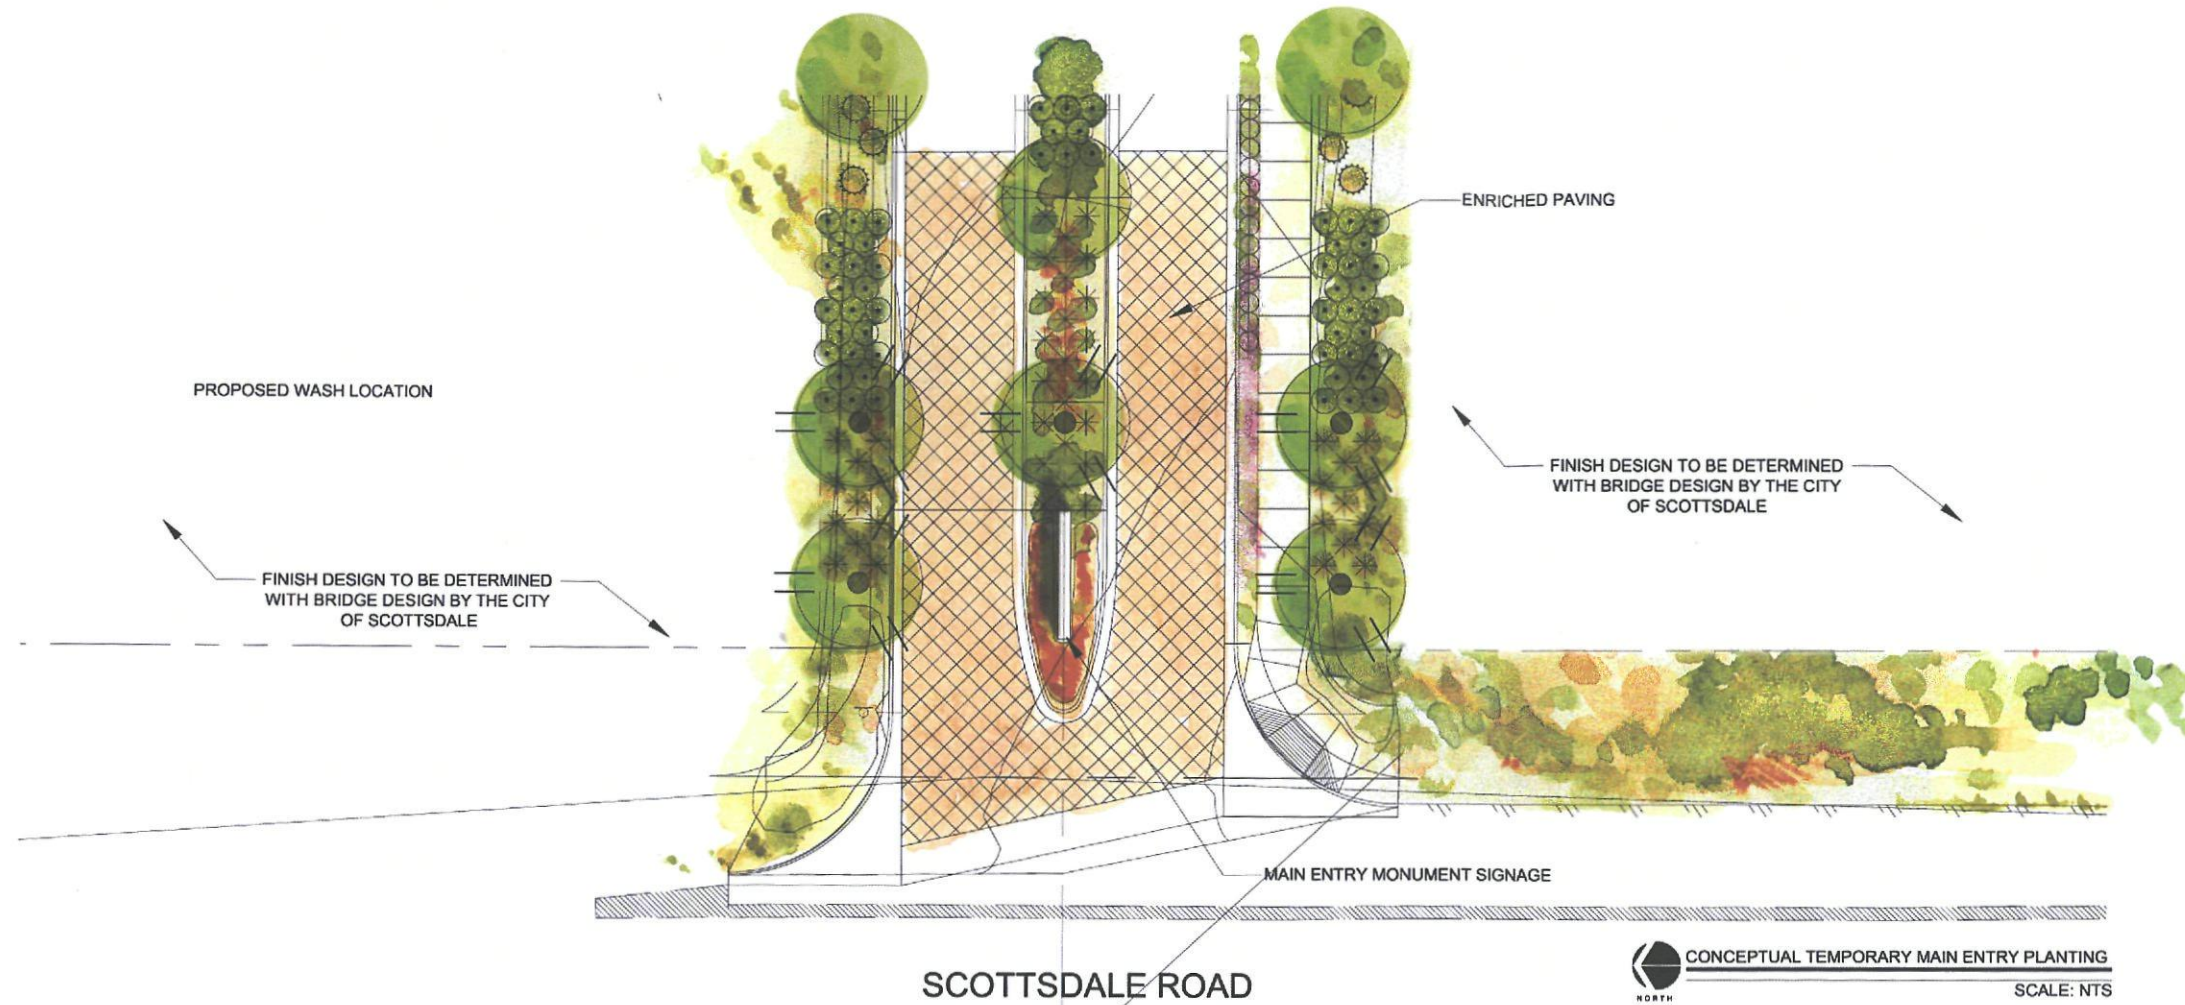 ENRICHED PAVING
PROPOSED WASH LOCATION
FINISH DESIGN TO BE DETERMINED
WITH BRIDGE DESIGN BY THE CITY
OF SCOTTSDALE
FINISH DESIGN TO BE DETERMINED
WITH BRIDGE DESIGN BY THE CITY
OF SCOTTSDALE
MAIN ENTRY MONUMENT SIGNAGE
SCOTTSDALE ROAD
NORTH
CONCEPTUAL TEMPORARY MAIN ENTRY PLANTING
SCALE: NTS